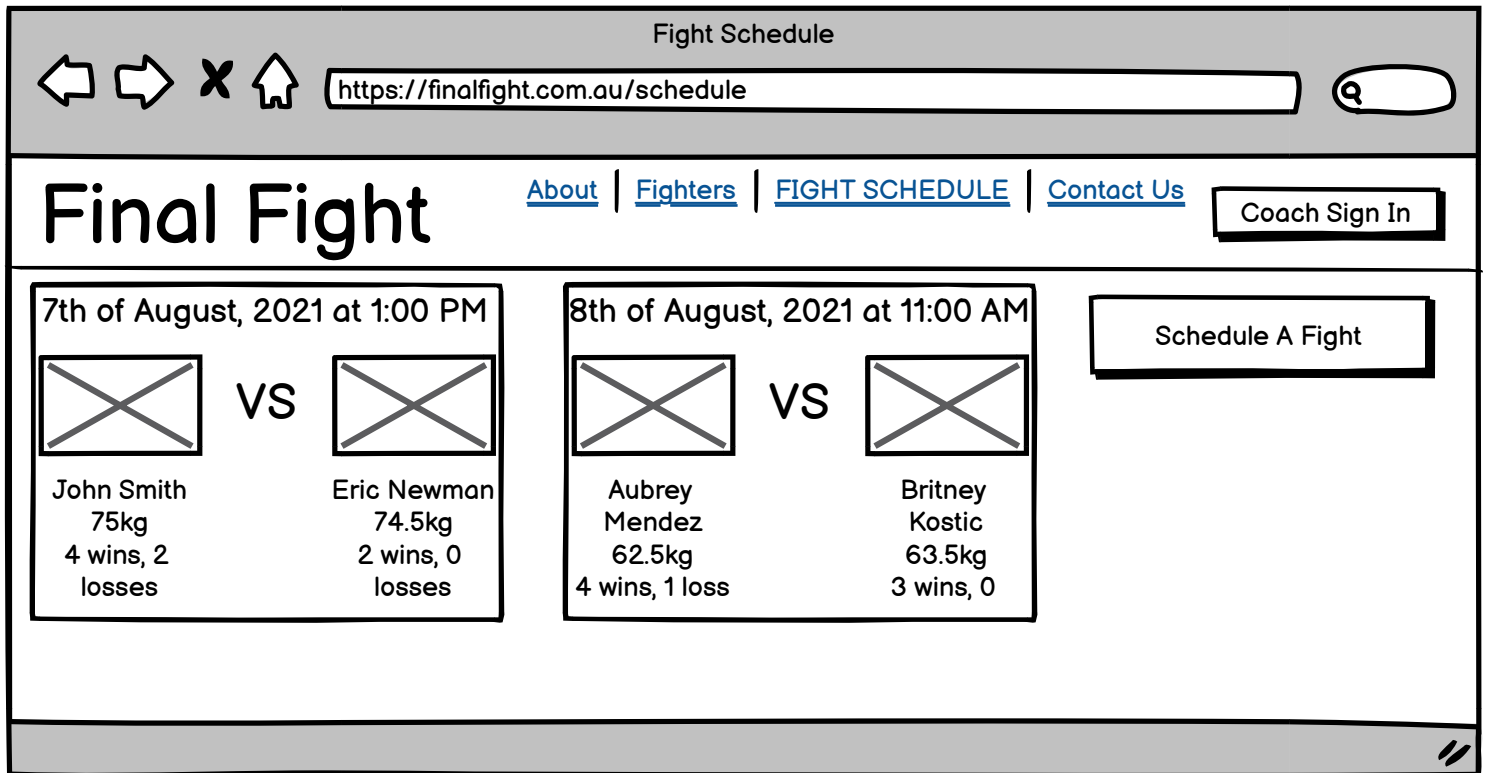 Fight Schedule
https://finalfight.com.au/schedule
Final Fight
About
Fighters
FIGHT SCHEDULE
Contact Us
Coach Sign In
7th of August, 2021 at 1:00 PM
VS
John Smith
75kg
4 wins, 2
losses
Eric Newman
74.5kg
2 wins, 0
losses
8th of August, 2021 at 11:00 AM
VS
Aubrey
Mendez
62.5kg
4 wins, 1 loss
Britney
Kostic
63.5kg
3 wins, 0
Schedule A Fight